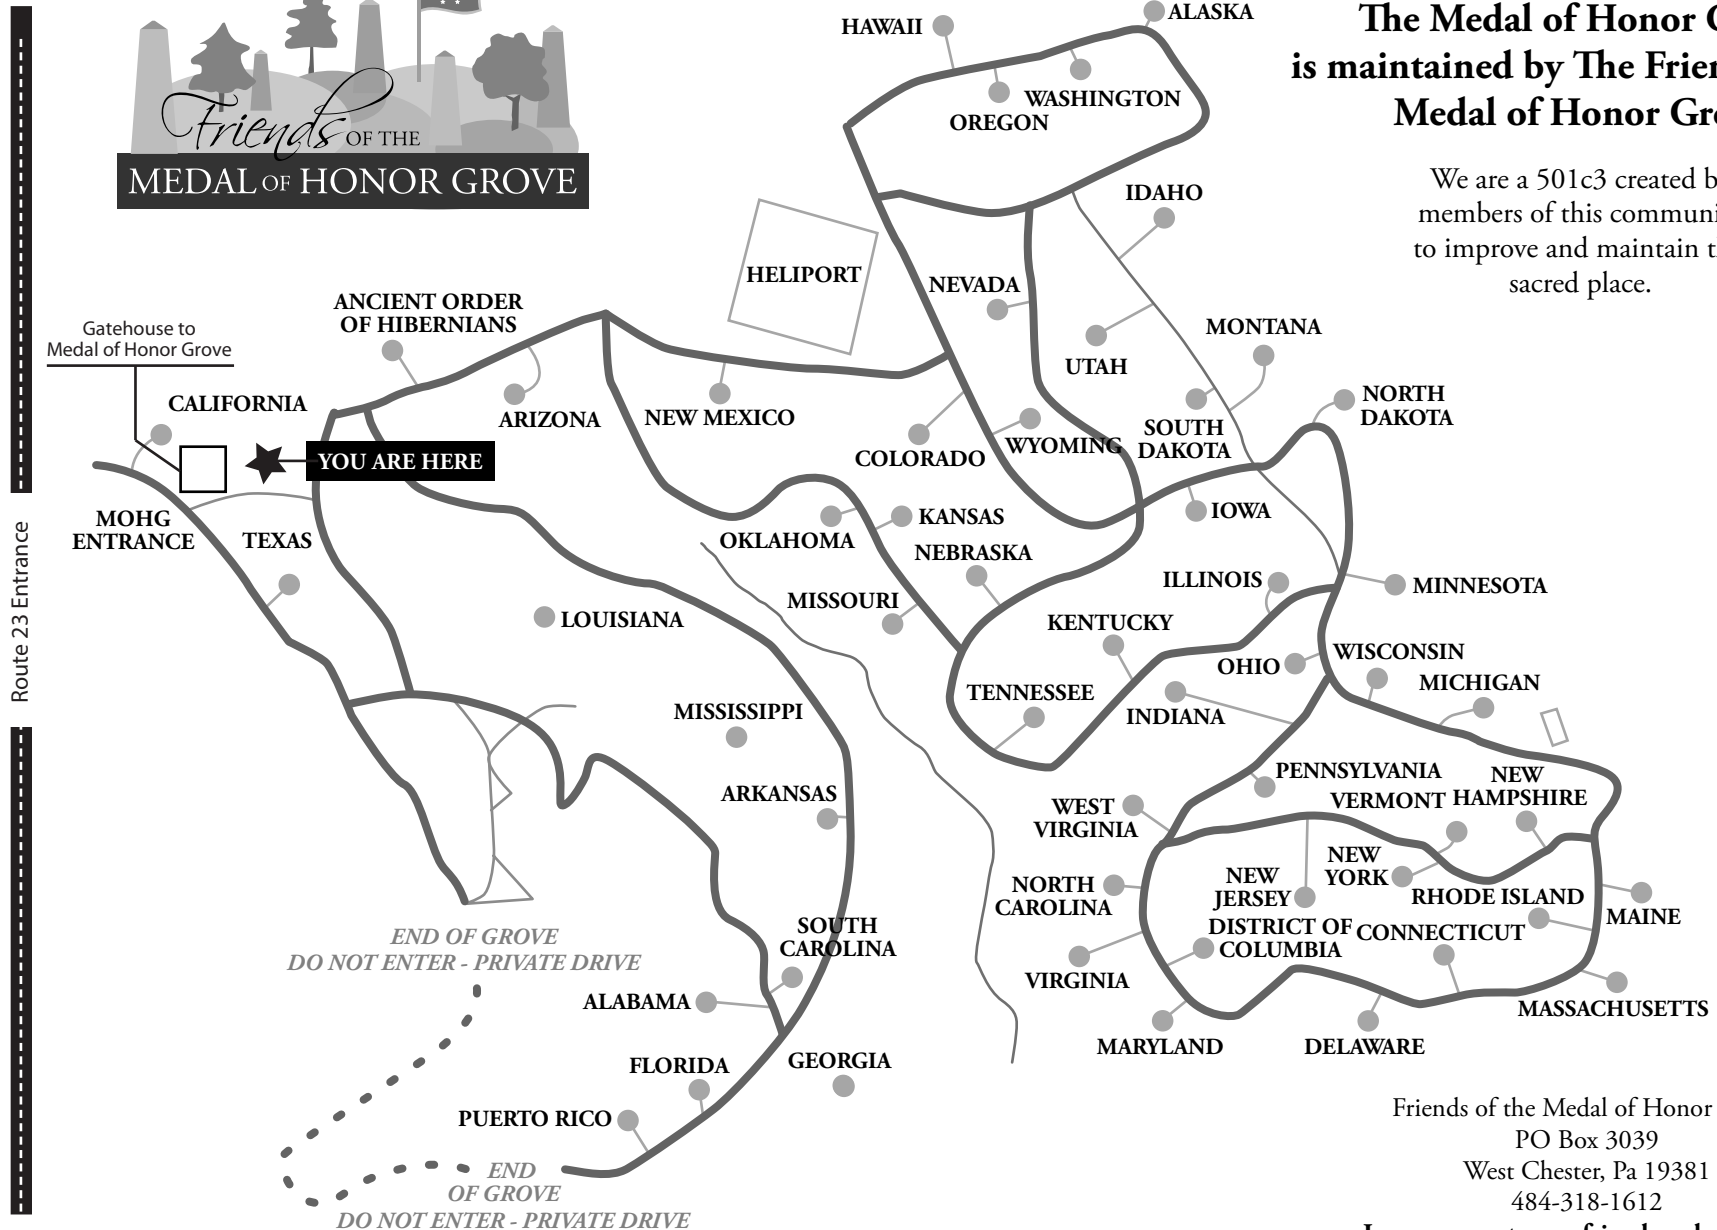 Friends OF THE
MEDAL OF HONOR GROVE
The Medal of Honor
is maintained by The
Medal of Honor
We are a 501c3 created
members of this
to improve and maintain
sacred place.
HAWAII
ALASKA
WASHINGTON
OREGON
IDAHO
HELIPORT
NEVADA
UTAH
MONTANA
ANCIENT ORDER
OF HIBERNIANS
Gatehouse to
Medal of Honor Grove
CALIFORNIA
YOU ARE HERE
ARIZONA
NEW MEXICO
COLORADO
WYOMING
SOUTH
DAKOTA
NORTH
DAKOTA
MOHG
ENTRANCE
TEXAS
OKLAHOMA
KANSAS
NEBRASKA
IOWA
Route 23 Entrance
LOUISIANA
MISSOURI
KENTUCKY
ILLINOIS
MINNESOTA
OHIO
WISCONSIN
MICHIGAN
TENNESSEE
INDIANA
MISSISSIPPI
ARKANSAS
WEST
VIRGINIA
PENNSYLVANIA
VERMONT
NEW
HAMPSHIRE
NORTH
CAROLINA
NEW
JERSEY
NEW
YORK
RHODE ISLAND
MAINE
DISTRICT OF
COLUMBIA
CONNECTICUT
SOUTH
CAROLINA
VIRGINIA
MASSACHUSETTS
MARYLAND
DELAWARE
END OF GROVE
DO NOT ENTER - PRIVATE DRIVE
ALABAMA
FLORIDA
GEORGIA
PUERTO RICO
END
OF GROVE
DO NOT ENTER - PRIVATE DRIVE
Friends of the Medal of Honor
PO Box 3039
West Chester, Pa 19381
484-318-1612